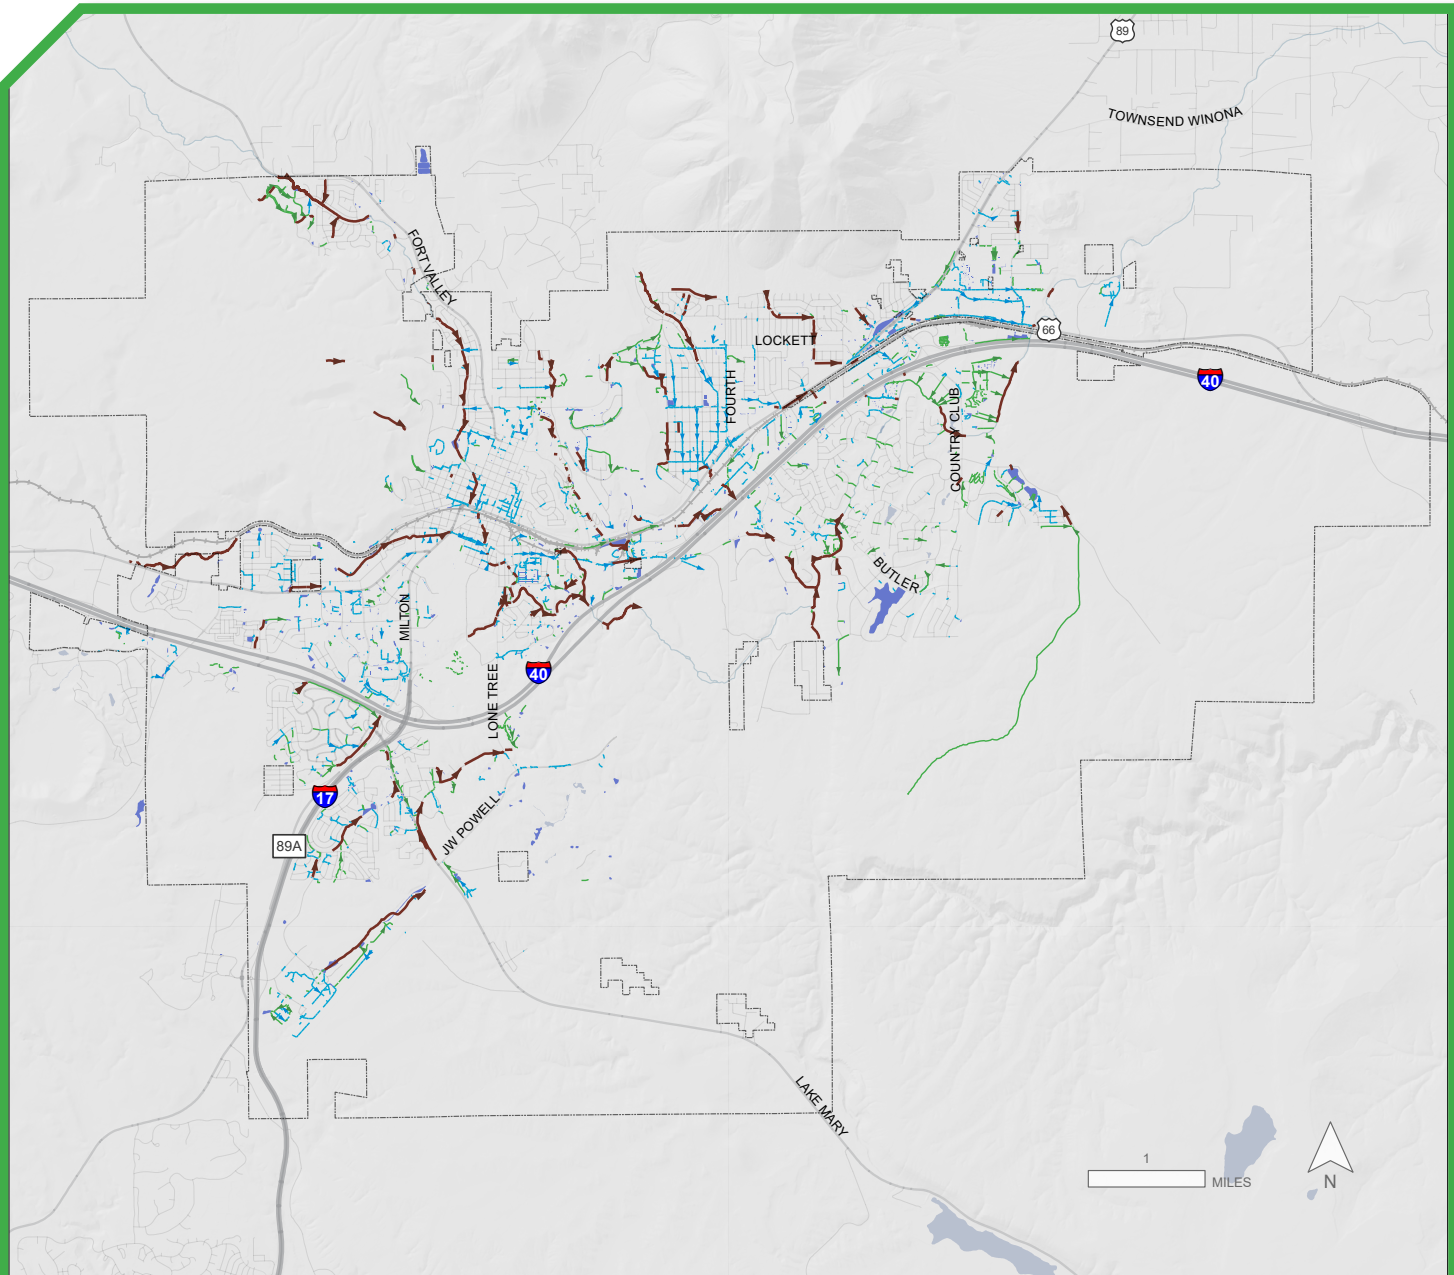 89
TOWNSEND WINONA
FORT VALLEY
66
LOCKETT
40
FOURTH
COUNTRY CLUB
BUTLER
MILTON
LONE TREE
40
17
JW POWELL
89A
LAKE MARY
1
MILES
N